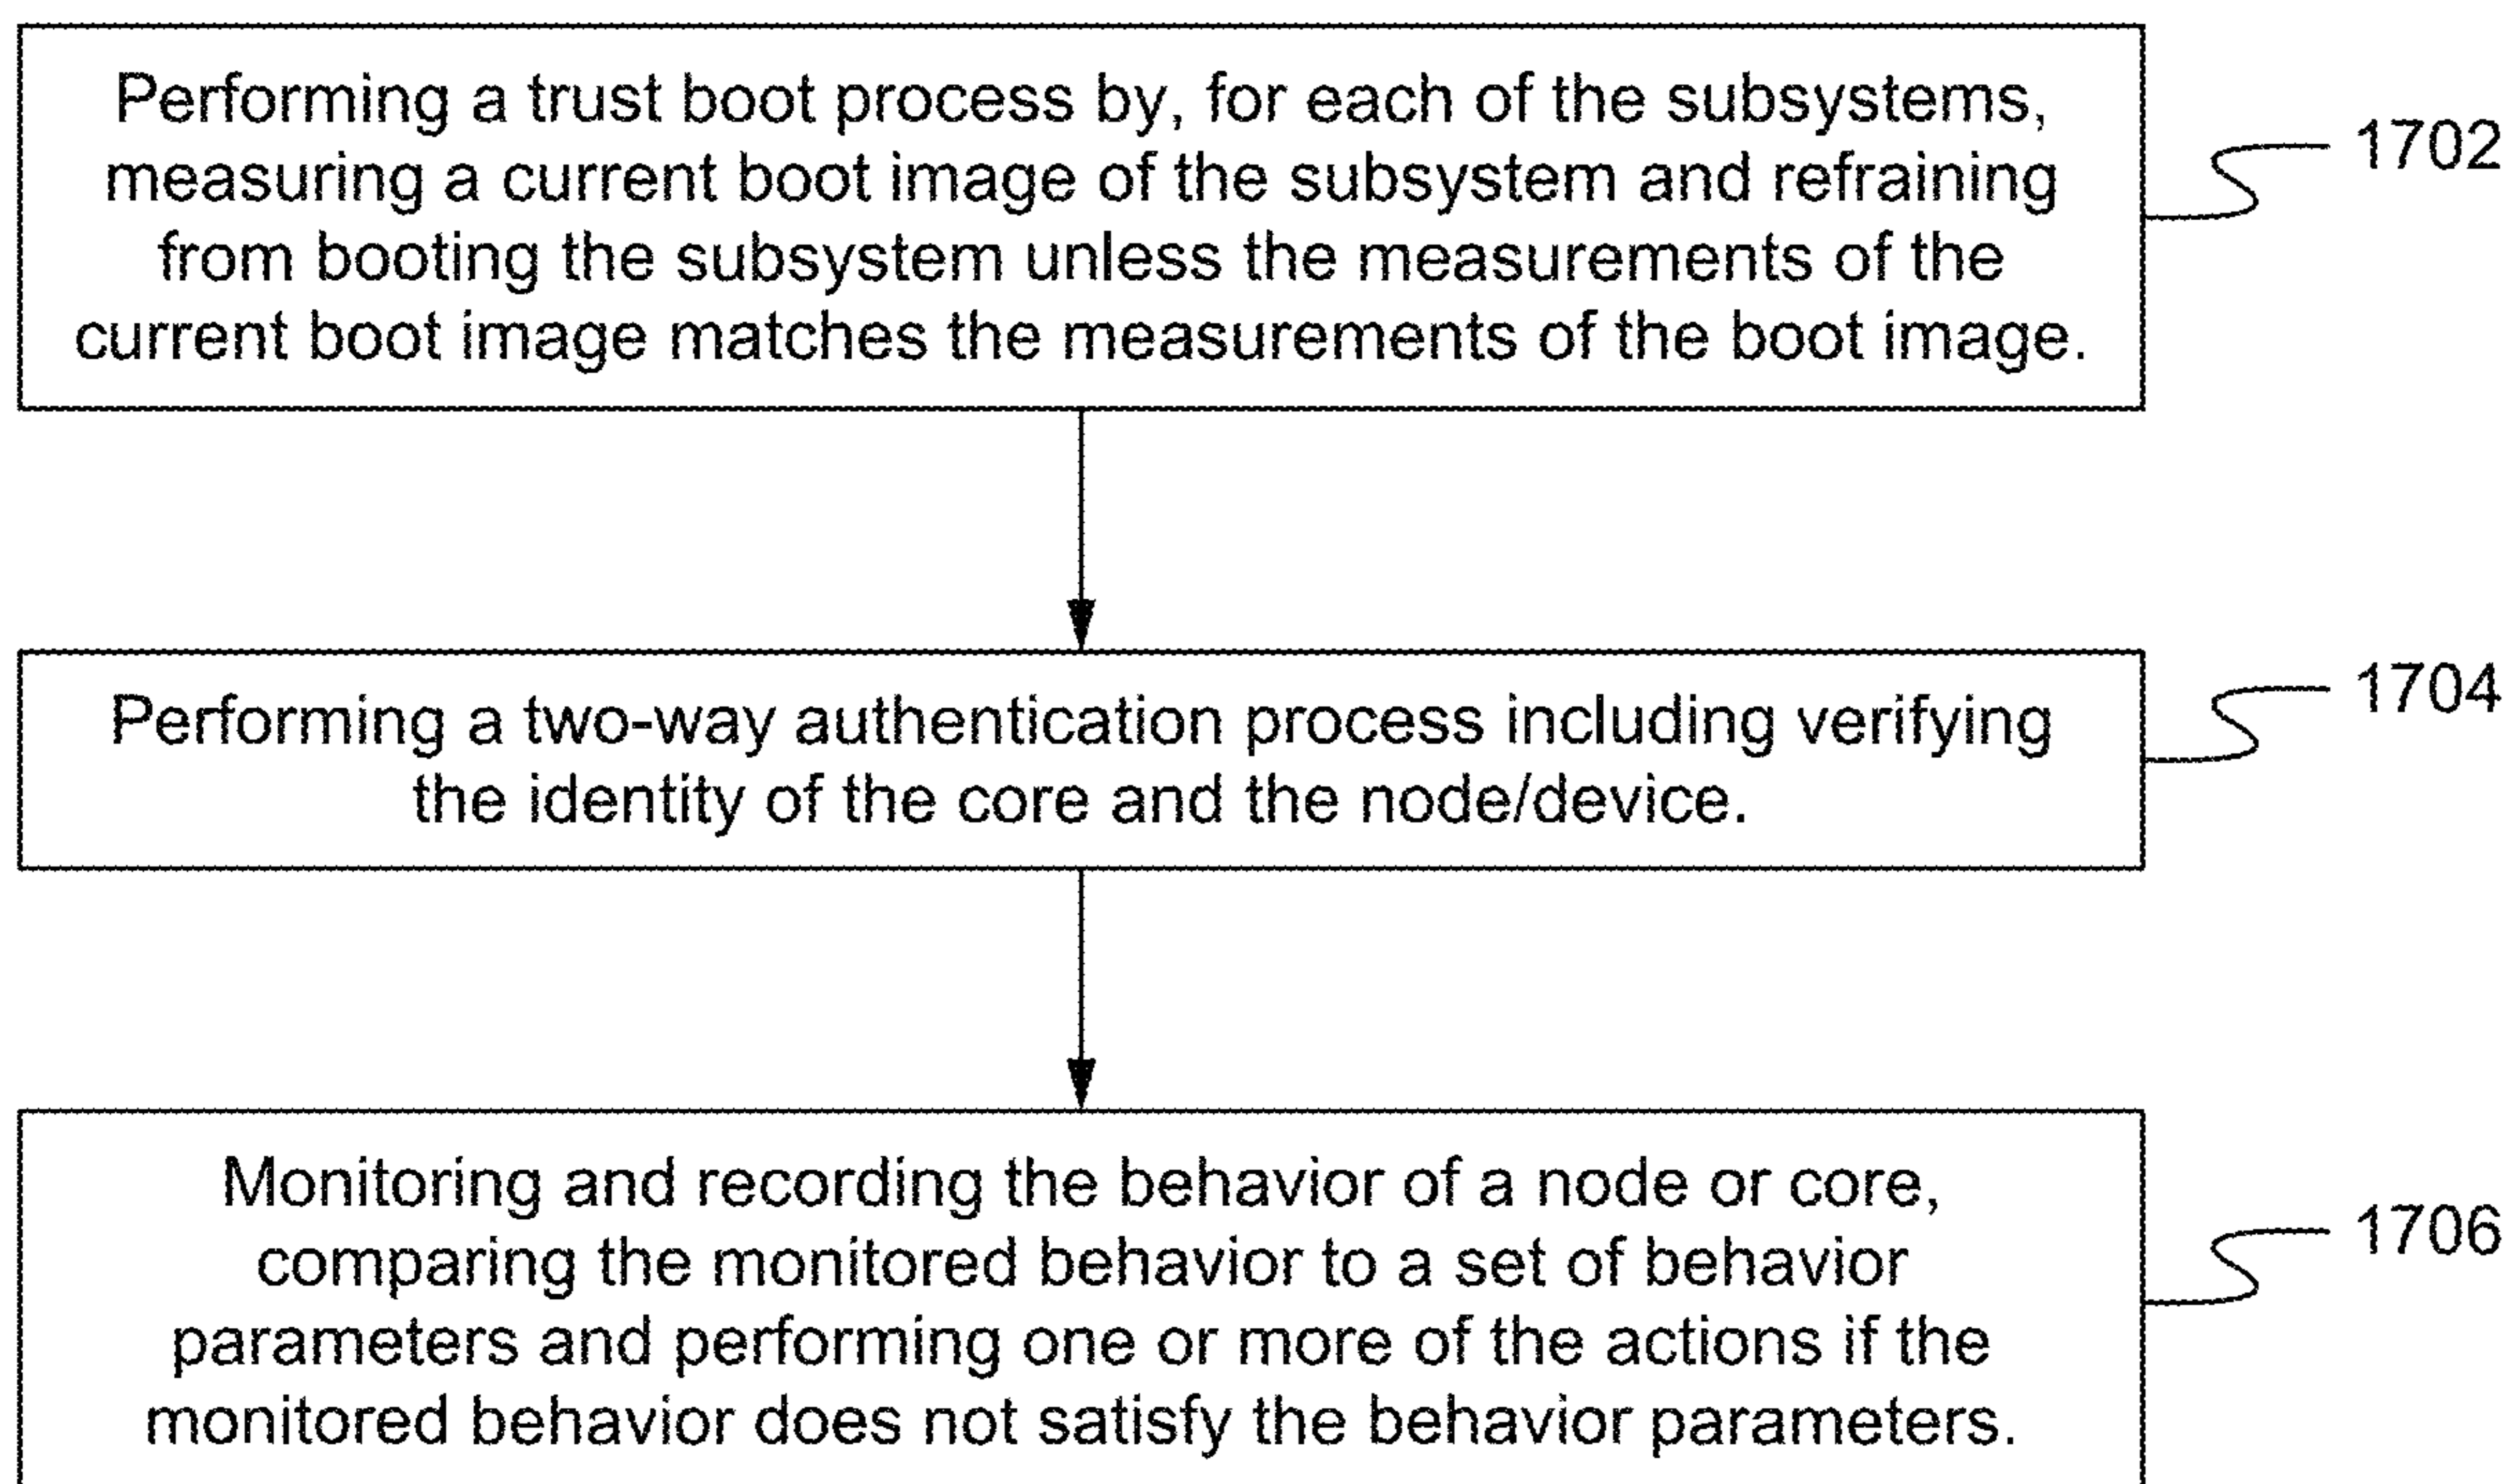 Performing a trust boot process by, for each of the subsystems,
measuring a current boot image of the subsystem and refraining
from booting the subsystem unless the measurements of the
current boot image matches the measurements of the boot image.
1702
Performing a two-way authentication process including verifying
the identity of the core and the node/device.
1704
Monitoring and recording the behavior of a node or core,
comparing the monitored behavior to a set of behavior
parameters and performing one or more of the actions if the
monitored behavior does not satisfy the behavior parameters.
1706